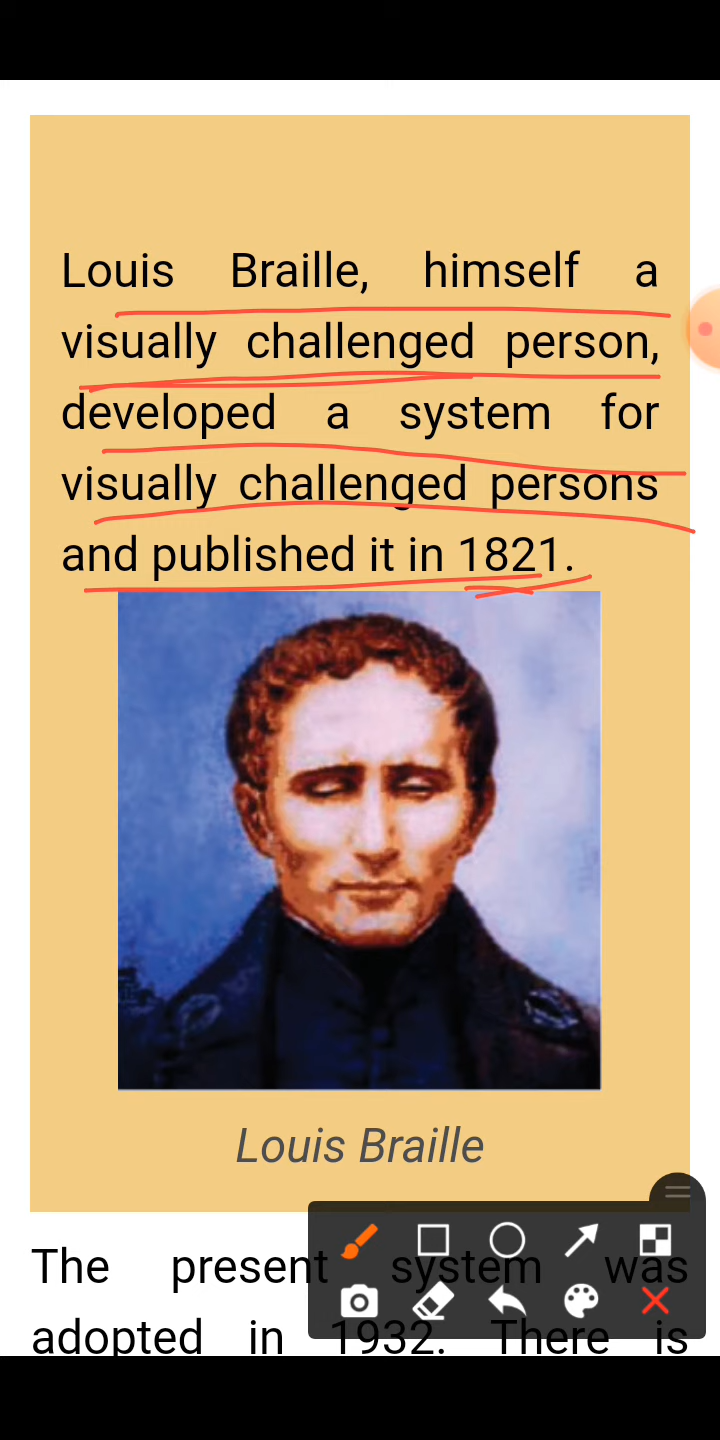 Louis Braille, himself a
visually challenged person,
developed a system for
visually challenged persons
and published it in 1821.
Louis Braille
The present system was
adopted in 1932. There is